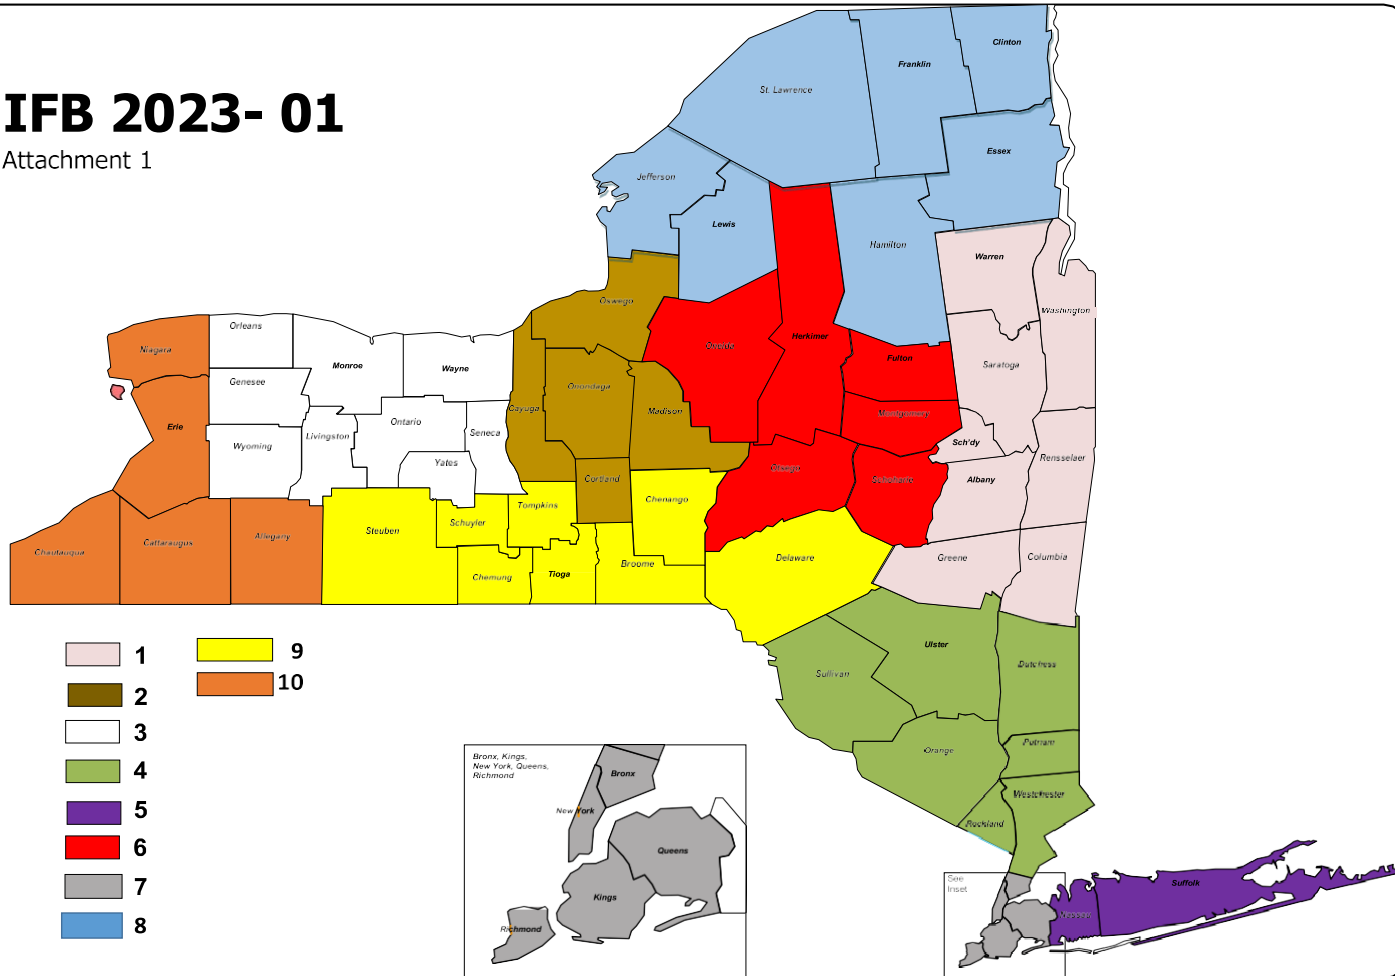 IFB 2023- 01
Attachment 1
Clinton
Franklin
St. Lawrence
Essex
Jefferson
Lewis
Hamilton
Warren
Oswego
Washington
Orleans
Niagara
Herkimer
Oneida
Fulton
Monroe
Wayne
Saratoga
Genesee
Onondaga
Cayuga
Madison
Montgomery
Erie
Ontario
Seneca
Livingston
Wyoming
Sch'dy
Rensselaer
Yates
Otsego
Schoharie
Albany
Cortland
Chenango
Tompkins
Schuyler
Steuben
Allegany
Cattaraugus
Chautauqua
Chemung
Tioga
Broome
Delaware
Greene
Columbia
Ulster
Sullivan
Dutchess
1
9
2
10
3
4
5
6
7
8
Orange
Putnam
Westchester
Rockland
Bronx, Kings,
New York, Queens,
Richmond
Bronx
New York
Queens
Kings
Richmond
See
Inset
Suffolk
Nassau